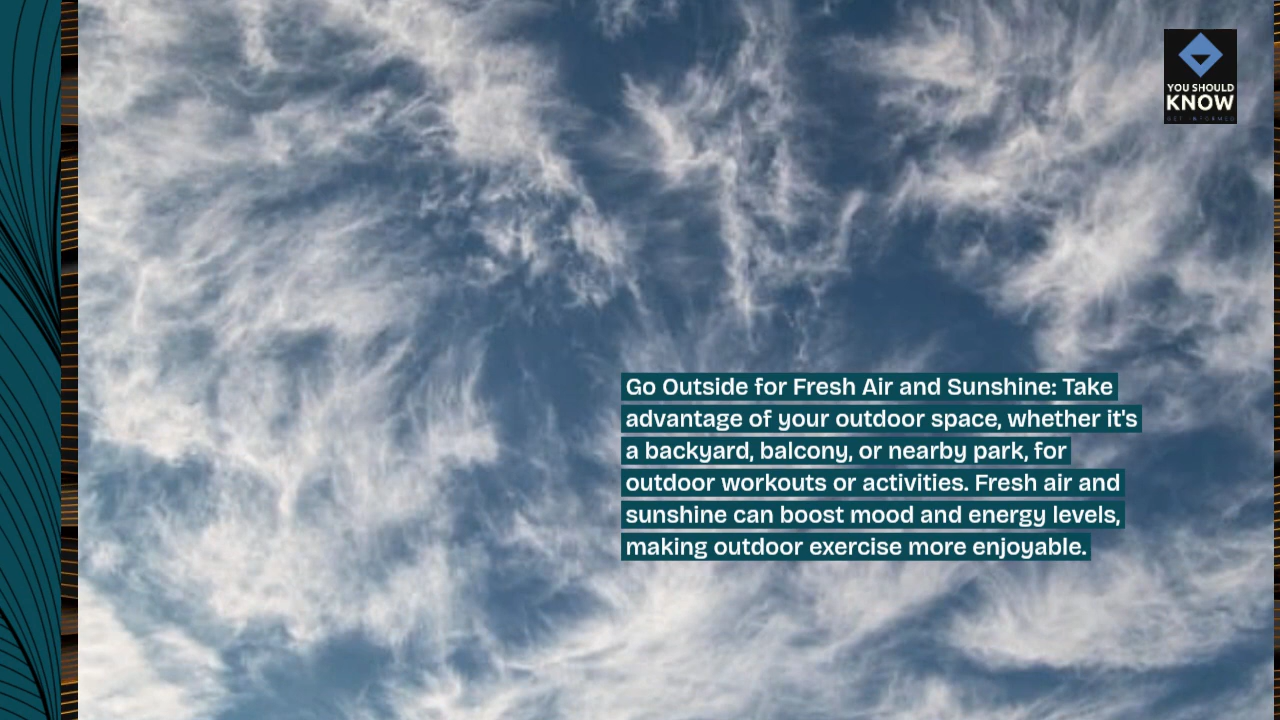 YOU SHOULD
KNOW
GET INFORMED
Go Outside for Fresh Air and Sunshine: Take
advantage of your outdoor space, whether it's
a backyard, balcony, or nearby park, for
outdoor workouts or activities. Fresh air and
sunshine can boost mood and energy levels,
making outdoor exercise more enjoyable.